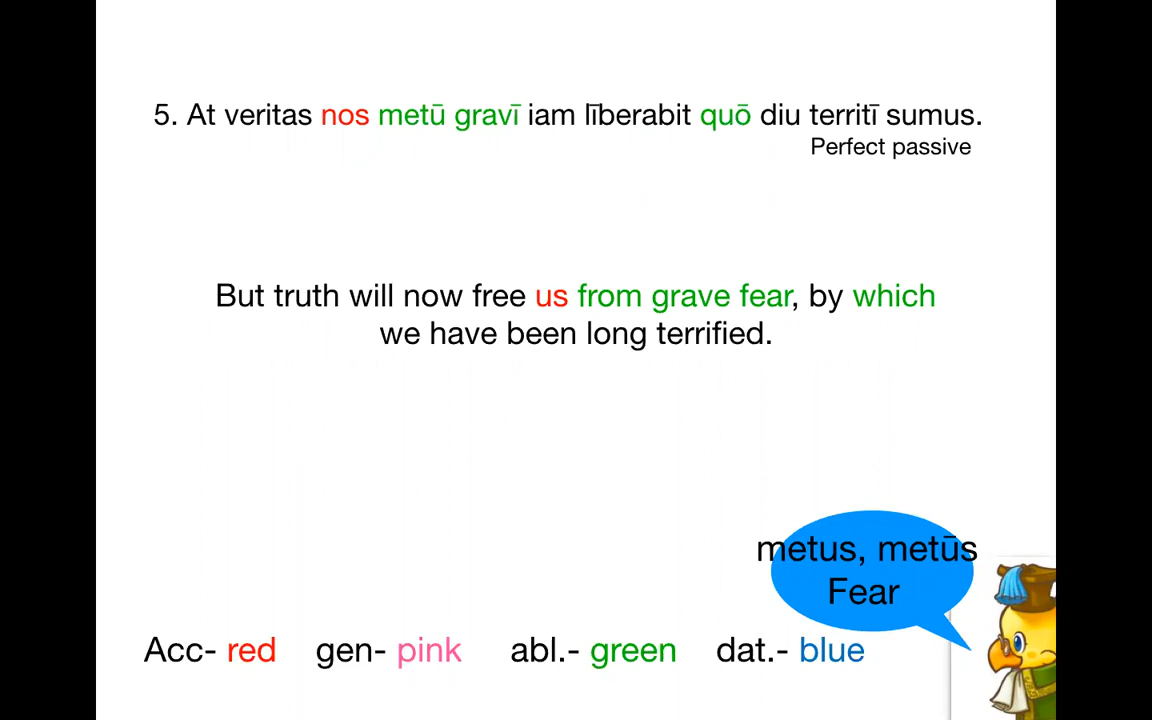 5. At veritas nos metū gravī iam līberabit quō diu territī sumus.
Perfect passive
But truth will now free us from grave fear, by which
we have been long terrified.
metus, metūs
Fear
Acc- red gen- pink abl.- green dat.- blue